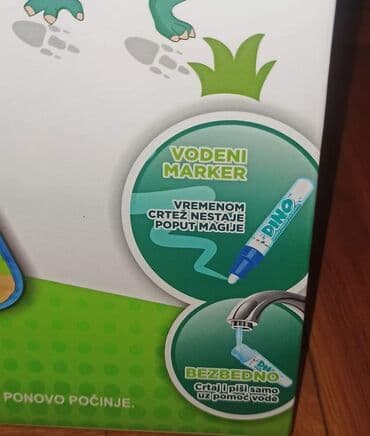 VODENI
MARKER
VREMENOM
CRTEŽ NESTAJE
POPUT MAGIJE
DINO
BEZBEDNO
Crtaj i piši samo
uz pomoć vode
PONOVO POČINJE.